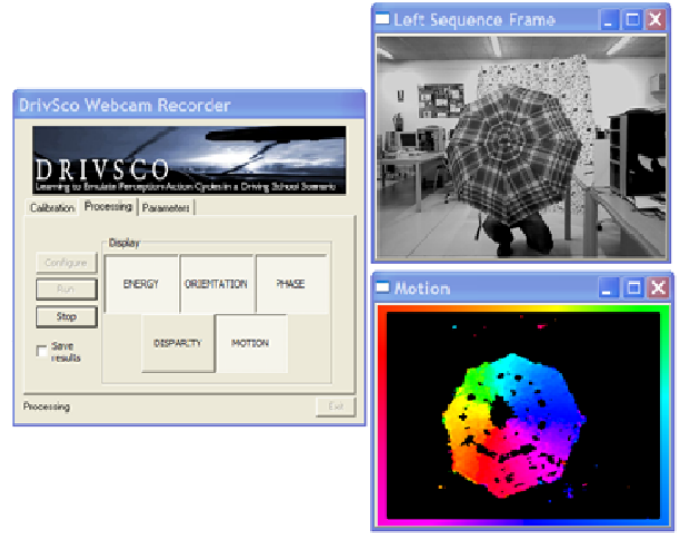 DrivSco Webcam Recorder
DRIVSCO
Learning to Emulate Perception-Action Cycles in a Driving School Scenario
Calibration Processing Parameters
Display
Configure
Run
Stop
Save
results
ENERGY ORIENTATION PHASE
DISPARITY MOTION
Processing
Exit
Left Sequence Frame
Motion